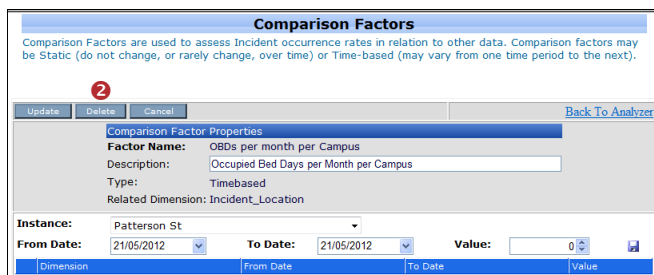 Comparison Factors
Comparison Factors are used to assess Incident occurrence rates in relation to other data. Comparison factors may
be Static (do not change, or rarely change, over time) or Time-based (may vary from one time period to the next).
2
Update Delete Cancel Back To Analyzer
Comparison Factor Properties
Factor Name: OBDs per month per Campus
Description: Occupied Bed Days per Month per Campus
Type: Timebased
Related Dimension: Incident_Location
Instance: Patterson St
From Date: 21/05/2012 To Date: 21/05/2012 Value: 0
Dimension From Date To Date Value